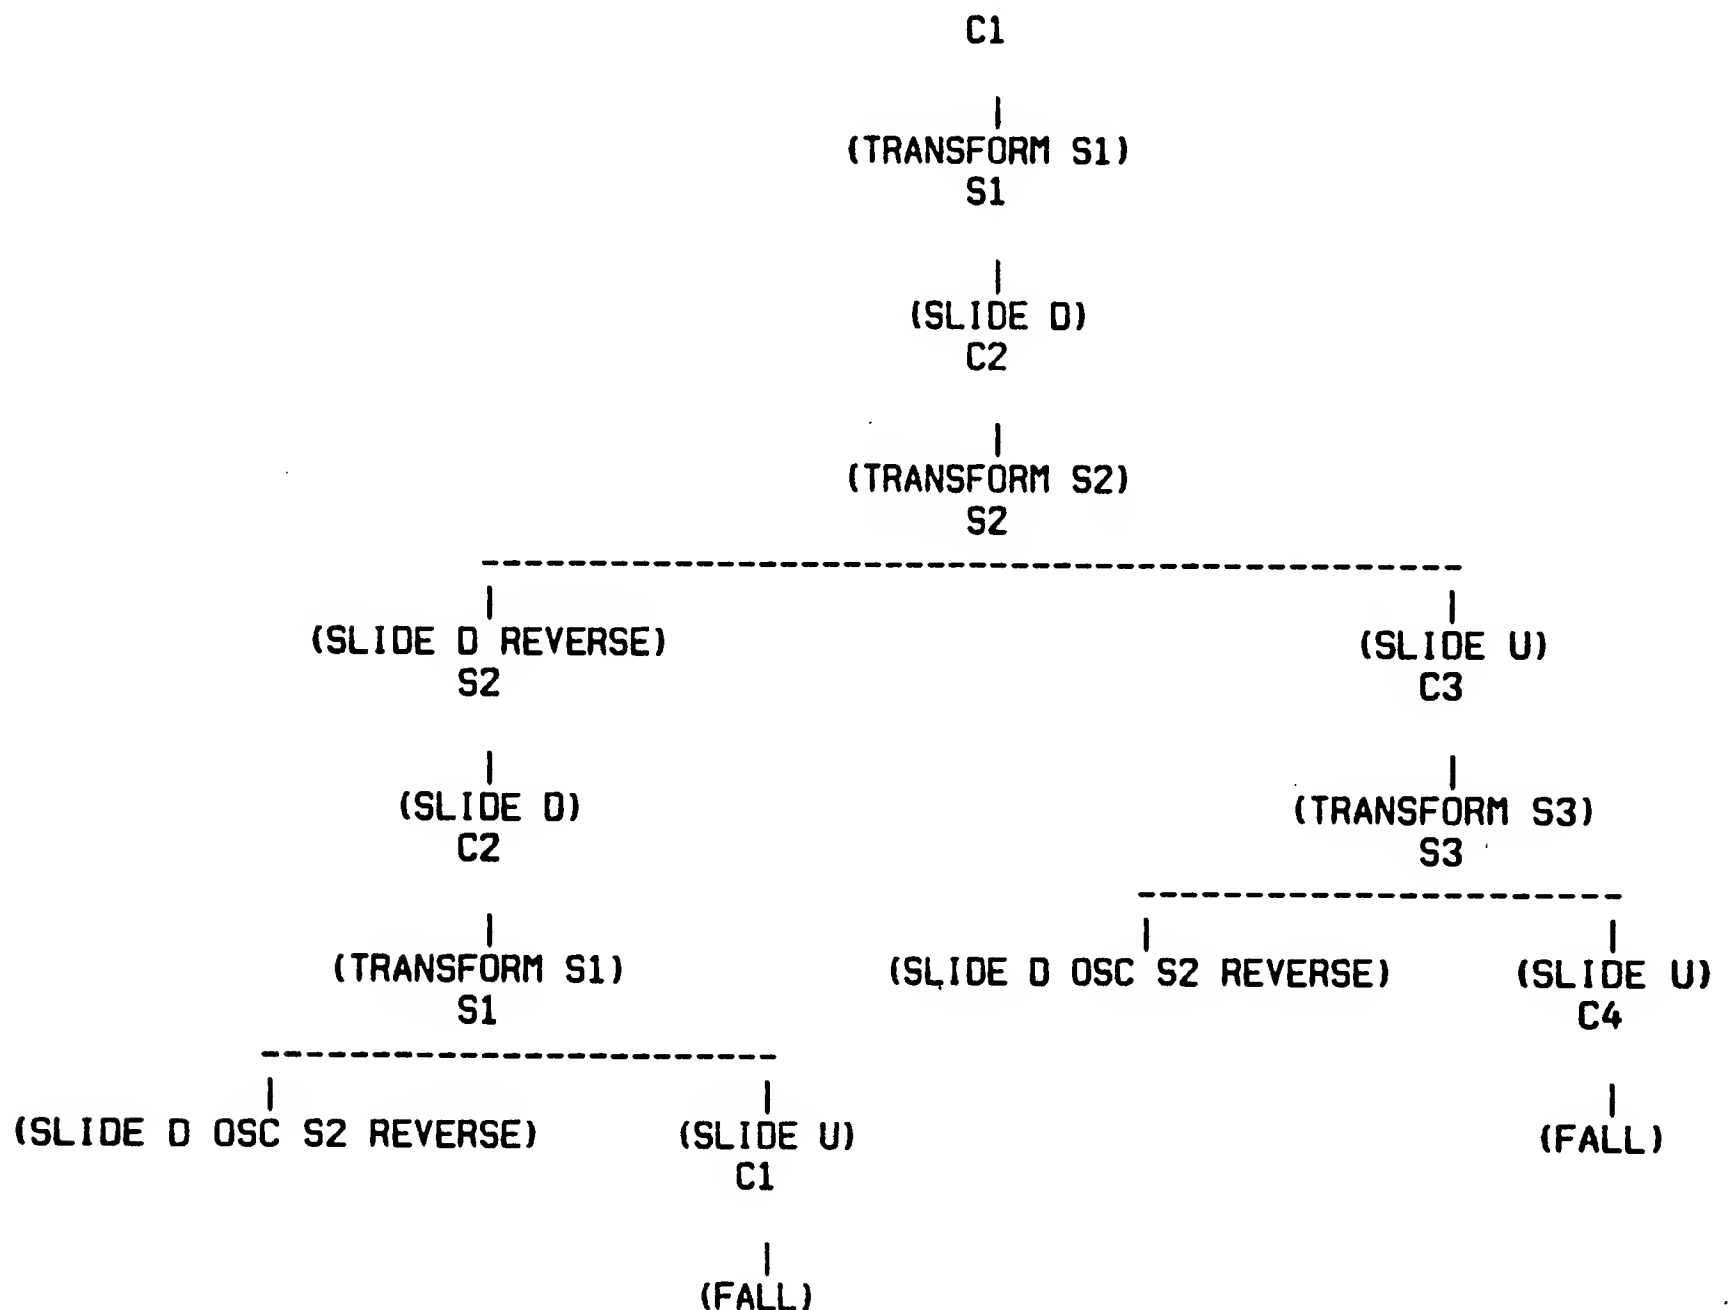 C1
(TRANSFORM S1)
S1
(SLIDE D)
C2
(TRANSFORM S2)
S2
(SLIDE D REVERSE)
S2
(SLIDE U)
C3
(SLIDE D)
C2
(TRANSFORM S3)
S3
(TRANSFORM S1)
S1
(SLIDE D OSC S2 REVERSE)
(SLIDE U)
C4
(SLIDE D OSC S2 REVERSE)
(SLIDE U)
C1
(FALL)
(FALL)